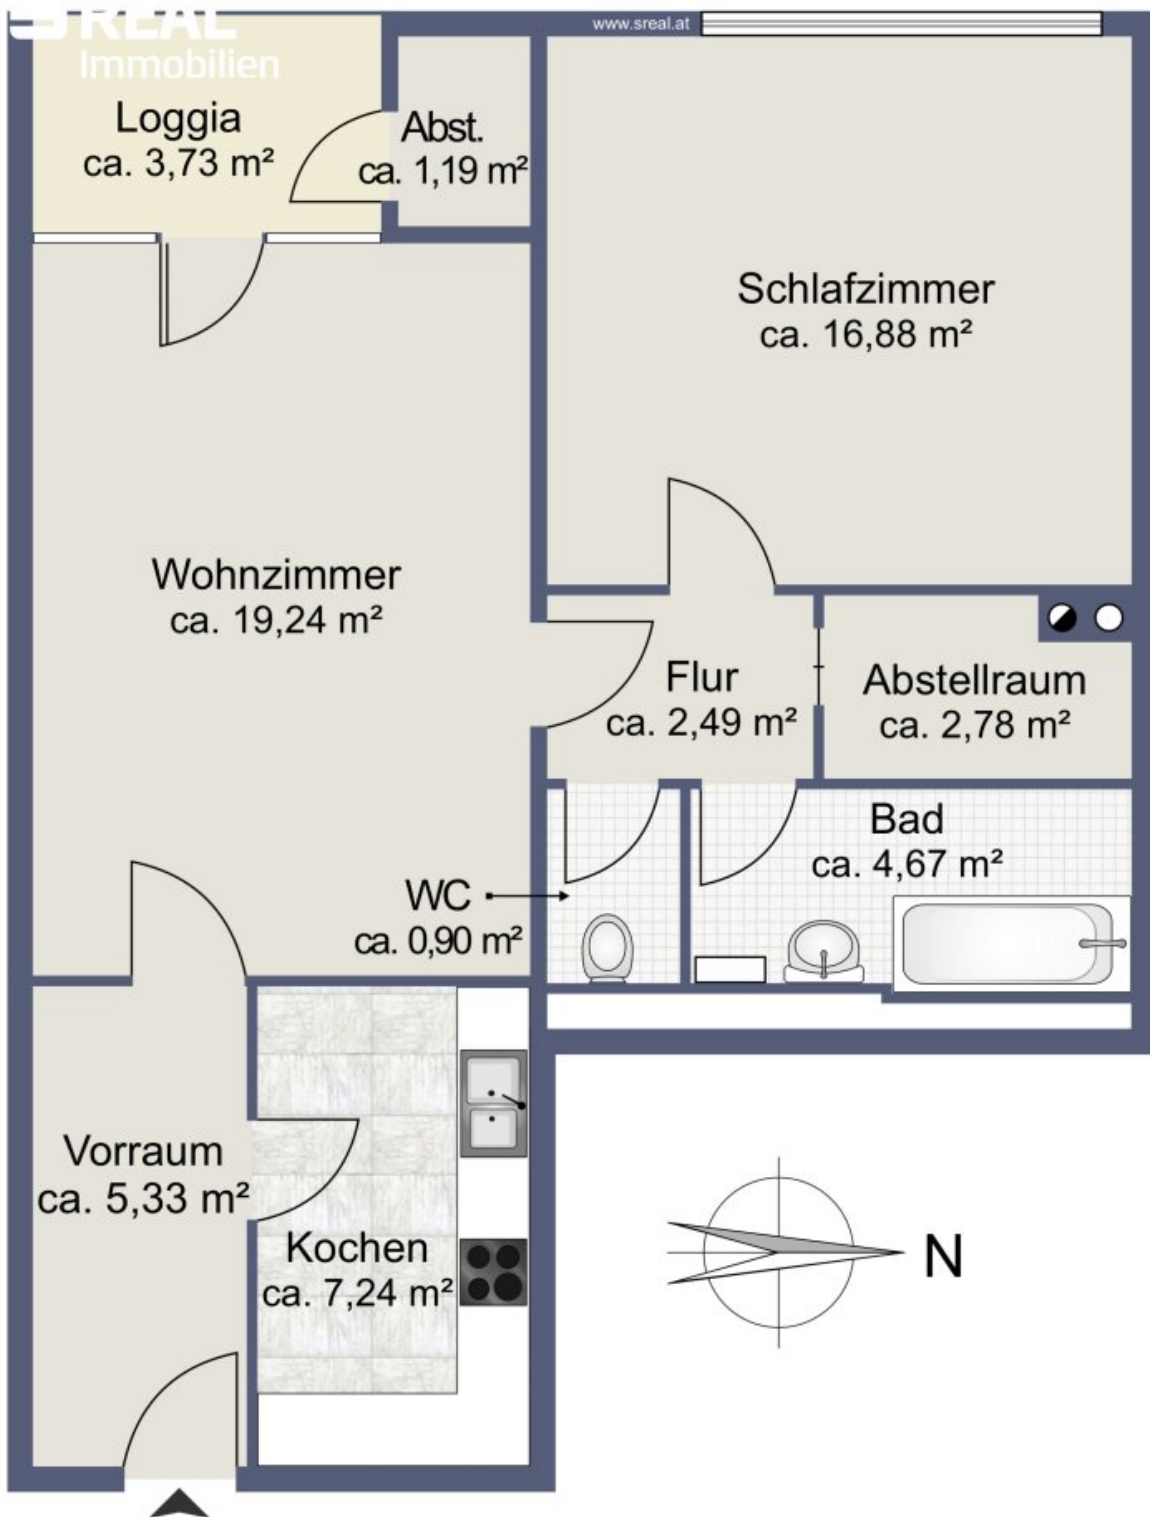 SREAL
Immobilien
www.sreal.at
Loggia
ca. 3,73 m²
Abst.
ca. 1,19 m²
Schlafzimmer
ca. 16,88 m²
Wohnzimmer
ca. 19,24 m²
Flur
ca. 2,49 m²
Abstellraum
ca. 2,78 m²
Bad
ca. 4,67 m²
WC
ca. 0,90 m²
Vorraum
ca. 5,33 m²
Kochen
ca. 7,24 m²
N